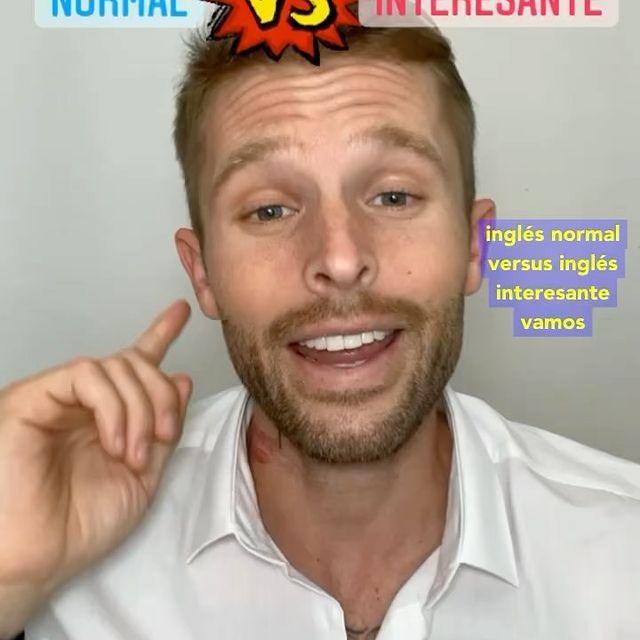 NORMAL VS INTERESANTE
inglés normal
versus inglés
interesante
vamos